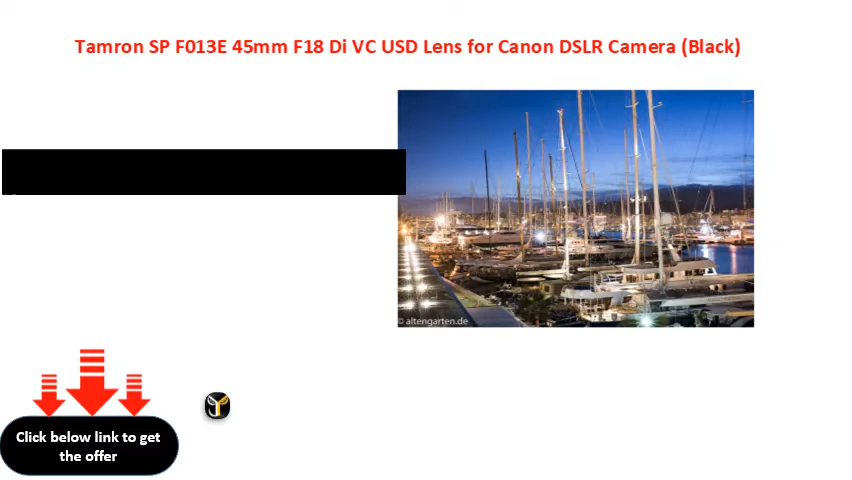 Tamron SP F013E 45mm F18 Di VC USD Lens for Canon DSLR Camera (Black)
© altengarten.de
Click below link to get
the offer